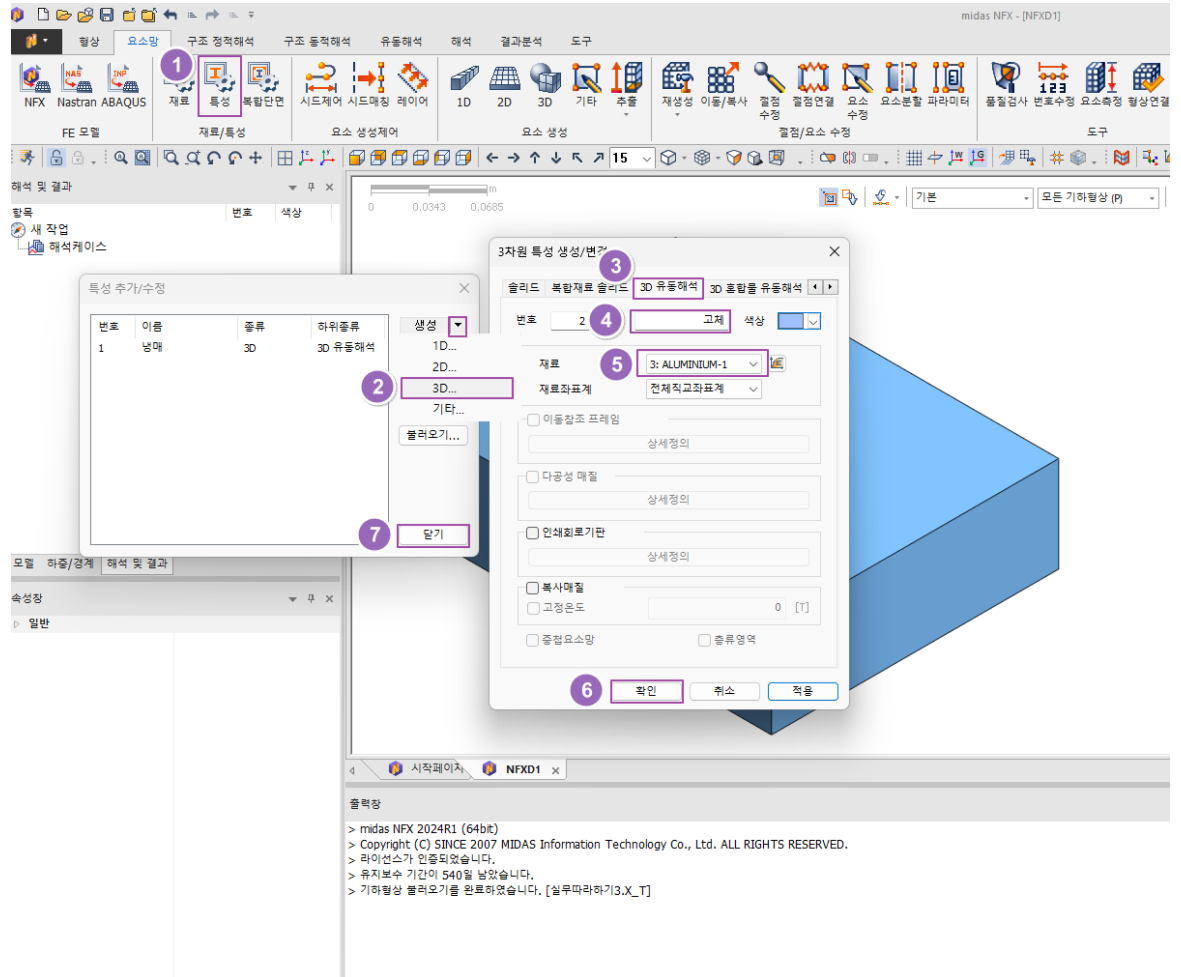 midas NFX - [NFXD1]
형상 요소망 구조 정적해석 구조 동적해석 유동해석 해석 결과분석 도구
1
NAS INP
123
NFX Nastran ABAQUS 재료 특성 복합단면 시드제어 시드매칭 레이어 1D 2D 3D 기타 추출 재생성 이동/복사 절점 수정 절점연결 요소 수정 요소분할 파라미터 품질검사 번호수정 요소측정 형상연결
FE 모델 재료/특성 요소 생성제어 요소 생성 절점/요소 수정 도구
15
해석 및 결과
항목 번호 색상
새 작업
해석케이스
m
0 0.0343 0.0685
기본 모든 기하형상 (P)
특성 추가/수정
번호 이름 종류 하위종류
1 냉매 3D 3D 유동해석
생성
1D...
2D...
2
3D...
기타...
불러오기...
7
닫기
3차원 특성 생성/변경
3
솔리드 복합재료 솔리드 3D 유동해석 3D 혼합물 유동해석
번호 2 4 고체 색상
재료 5 3: ALUMINIUM-1
재료좌표계 전체직교좌표계
이동참조 프레임
상세정의
다공성 매질
상세정의
인쇄회로기판
상세정의
복사매질
고정온도 0 [T]
중첩요소망 층류영역
6 확인 취소 적용
모델 하중/경계 해석 및 결과
속성창
일반
시작페이지 NFXD1
출력창
> midas NFX 2024R1 (64bit)
> Copyright (C) SINCE 2007 MIDAS Information Technology Co., Ltd. ALL RIGHTS RESERVED.
> 라이선스가 인증되었습니다.
> 유지보수 기간이 540일 남았습니다.
> 기하형상 불러오기를 완료하였습니다. [실무따라하기3.X_T]